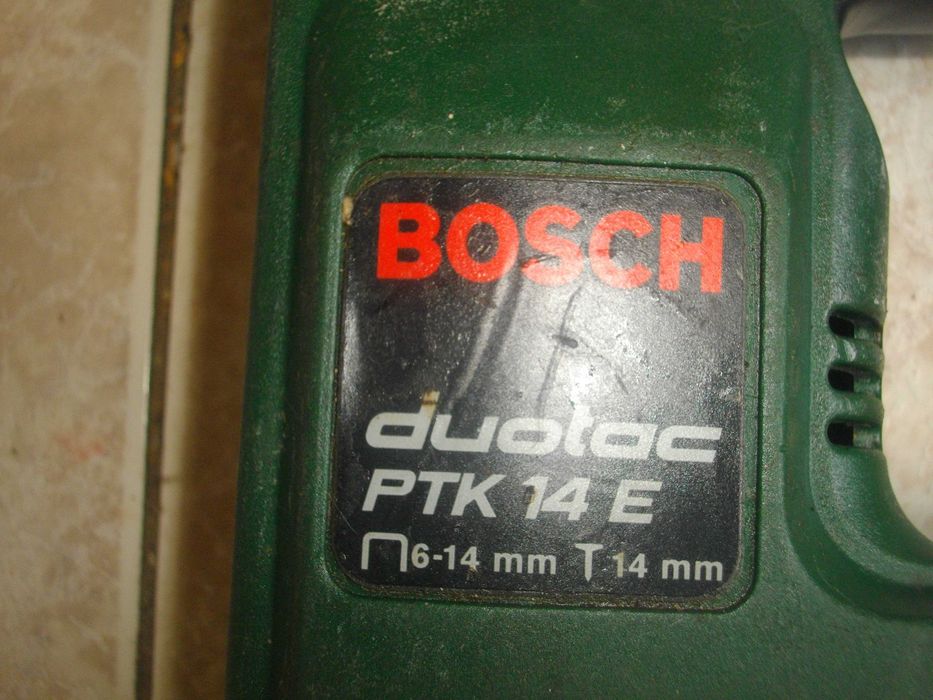 BOSCH
duotac
PTK 14 E
6-14 mm 14 mm